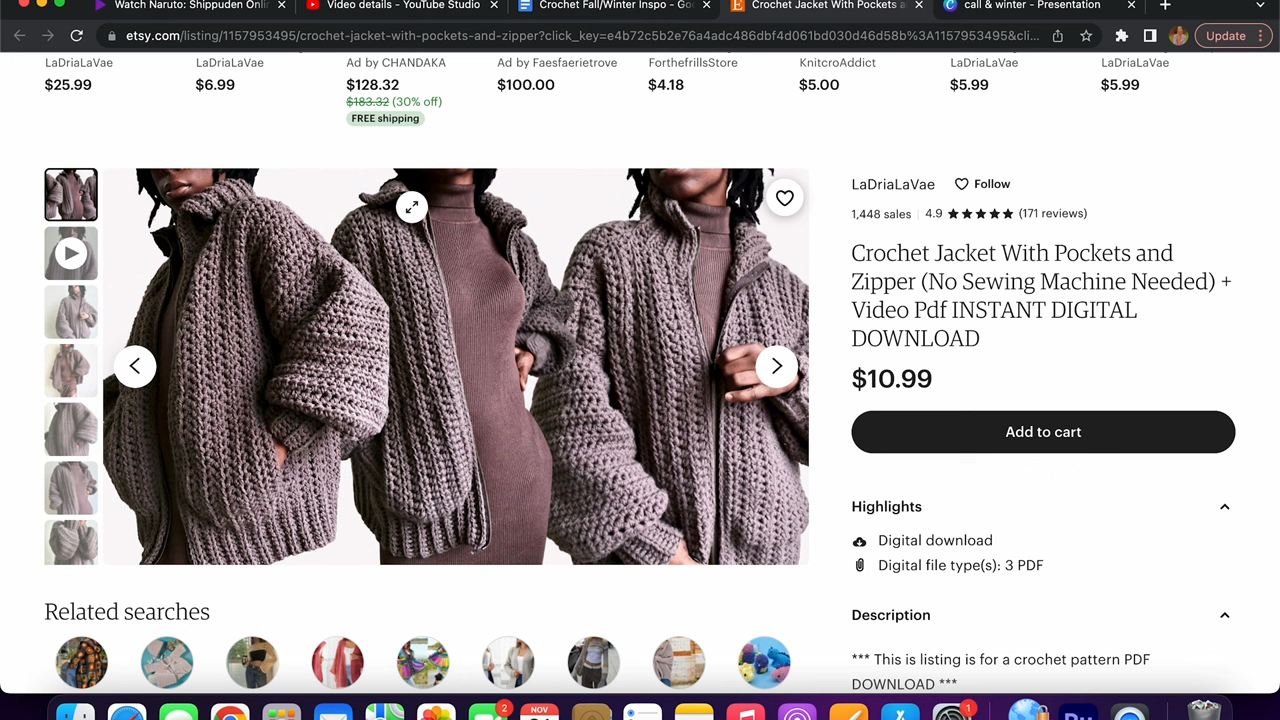 Watch Naruto: Shippuden Onli
Video details - YouTube Studio
Crochet Fall/Winter Inspo - Go
Crochet Jacket With Pockets a
call & winter - Presentation
etsy.com/listing/1157953495/crochet-jacket-with-pockets-and-zipper?click_key=e4b72c5b2e76a4adc486dbf4d061bd030d46d58b%3A1157953495&cli...
Update
LaDriaLaVae
LaDriaLaVae
Ad by CHANDAKA
Ad by Faesfaerietrove
ForthefrillsStore
KnitcroAddict
LaDriaLaVae
LaDriaLaVae
$25.99
$6.99
$128.32
$100.00
$4.18
$5.00
$5.99
$5.99
$183.32 (30% off)
FREE shipping
LaDriaLaVae
Follow
1,448 sales
4.9
(171 reviews)
Crochet Jacket With Pockets and
Zipper (No Sewing Machine Needed) +
Video Pdf INSTANT DIGITAL
DOWNLOAD
$10.99
Add to cart
Highlights
Digital download
Digital file type(s): 3 PDF
Description
*** This is listing is for a crochet pattern PDF
DOWNLOAD ***
Related searches
2
NOV
1